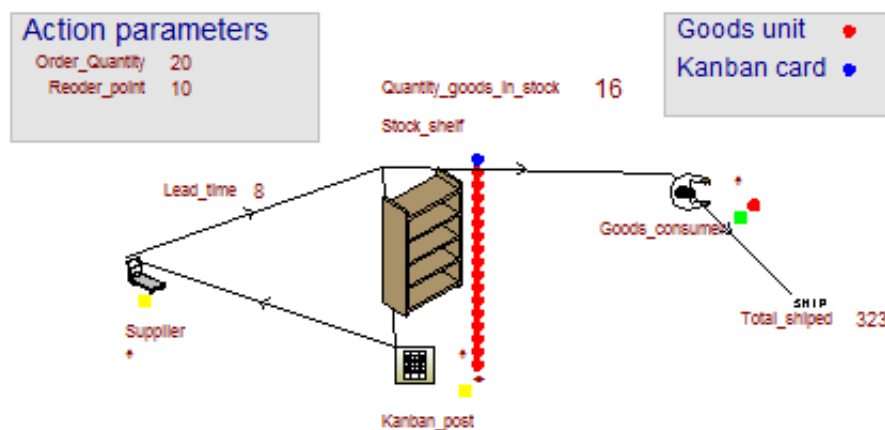 Action parameters
Order_Quantity 20
Reoder_point 10
Goods unit
Kanban card
Quantity_goods_in_stock 16
Stock_shelf
Lead_time 8
Goods_consumer
SHIP
Total_shiped 323
Supplier
Kanban_post